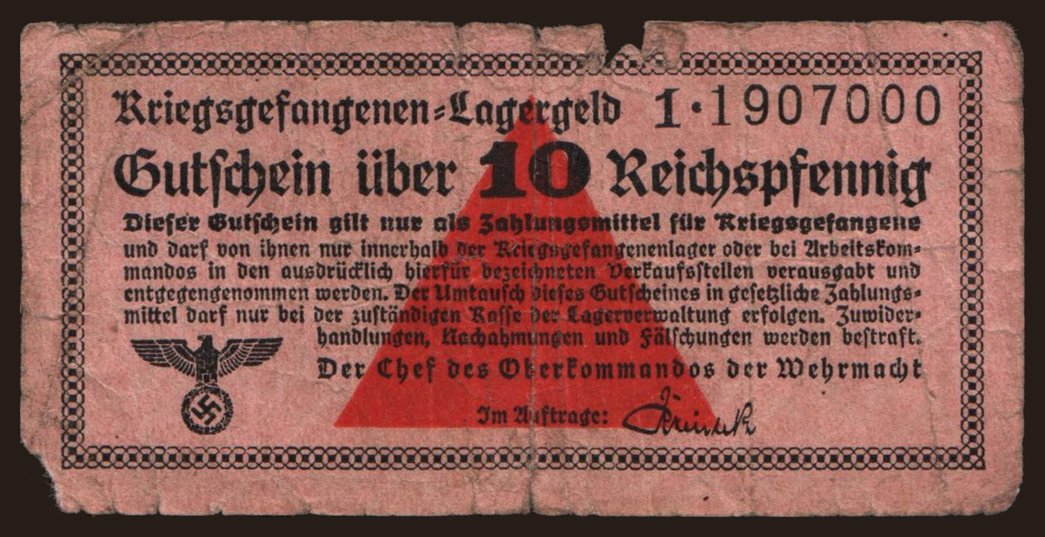 Kriegsgefangenen=Lagergeld 1·1907000
Gutschein über 10 Reichspfennig
Dieser Gutschein gilt nur als Zahlungsmittel für Kriegsgefangene
und darf von ihnen nur innerhalb der Kriegsgefangenenlager oder bei Arbeitskom=
mandos in den ausdrücklich hierfür bezeichneten Verkaufsstellen verausgabt und
entgegengenommen werden. Der Umtausch dieses Gutscheines in gesetzliche Zahlungs=
mittel darf nur bei der zuständigen Kasse der Lagerverwaltung erfolgen. Zuwider=
handlungen, Nachahmungen und Fälschungen werden bestraft.
Der Chef des Oberkommandos der Wehrmacht
Im Auftrage: